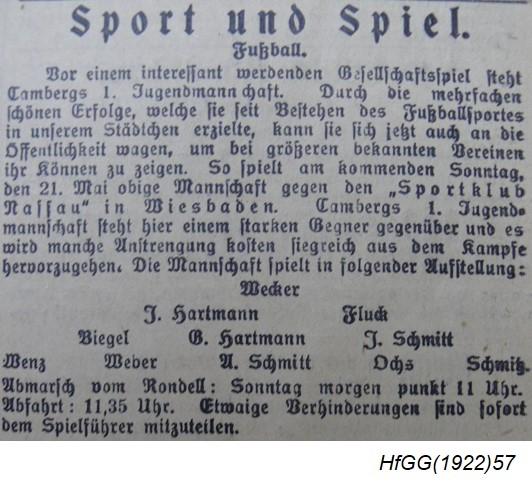 Sport und Spiel.
Fußball.
Vor einem interessant werdenden Gesellschaftsspiel steht
Cambergs 1. Jugendmann chaft. Durch die mehrfachen
schönen Erfolge, welche sie seit Bestehen des Fußballsportes
in unserem Städtchen erzielte, kann sie sich jetzt auch an die
Öffentlichkeit wagen, um bei größeren bekannten Vereinen
ihr Können zu zeigen. So spielt am kommenden Sonntag,
den 21. Mai obige Mannschaft gegen den „Sportklub
Nassau“ in Wiesbaden. Cambergs 1. Jugend=
mannschaft steht hier einem starken Gegner gegenüber und es
wird manche Anstrengung kosten siegreich aus dem Kampfe
hervorzugehen. Die Mannschaft spielt in folgender Aufstellung:
Wecker
J. Hartmann Fluck
Biegel G. Hartmann J. Schmitt
Wenz Weber A. Schmitt Ochs Schmitz.
Abmarsch vom Rondell: Sonntag morgen punkt 11 Uhr.
Abfahrt: 11,35 Uhr. Etwaige Verhinderungen sind sofort
dem Spielführer mitzuteilen.
HfGG(1922)57